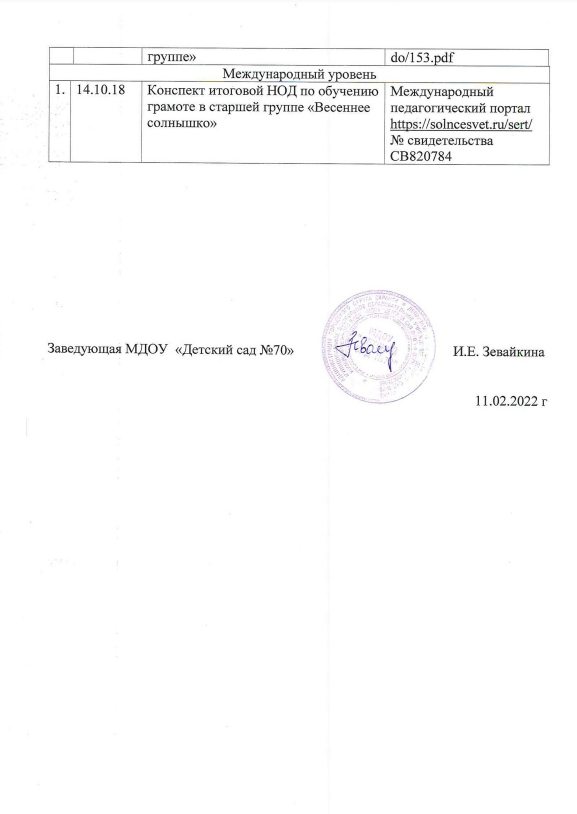 группе» do/153.pdf
Международный уровень
1. 14.10.18 Конспект итоговой НОД по обучению Международный
грамоте в старшей группе «Весеннее педагогический портал
солнышко» https://solncesvet.ru/sert/
№ свидетельства
СВ820784
Заведующая МДОУ «Детский сад №70» И.Е. Зевайкина
11.02.2022 г